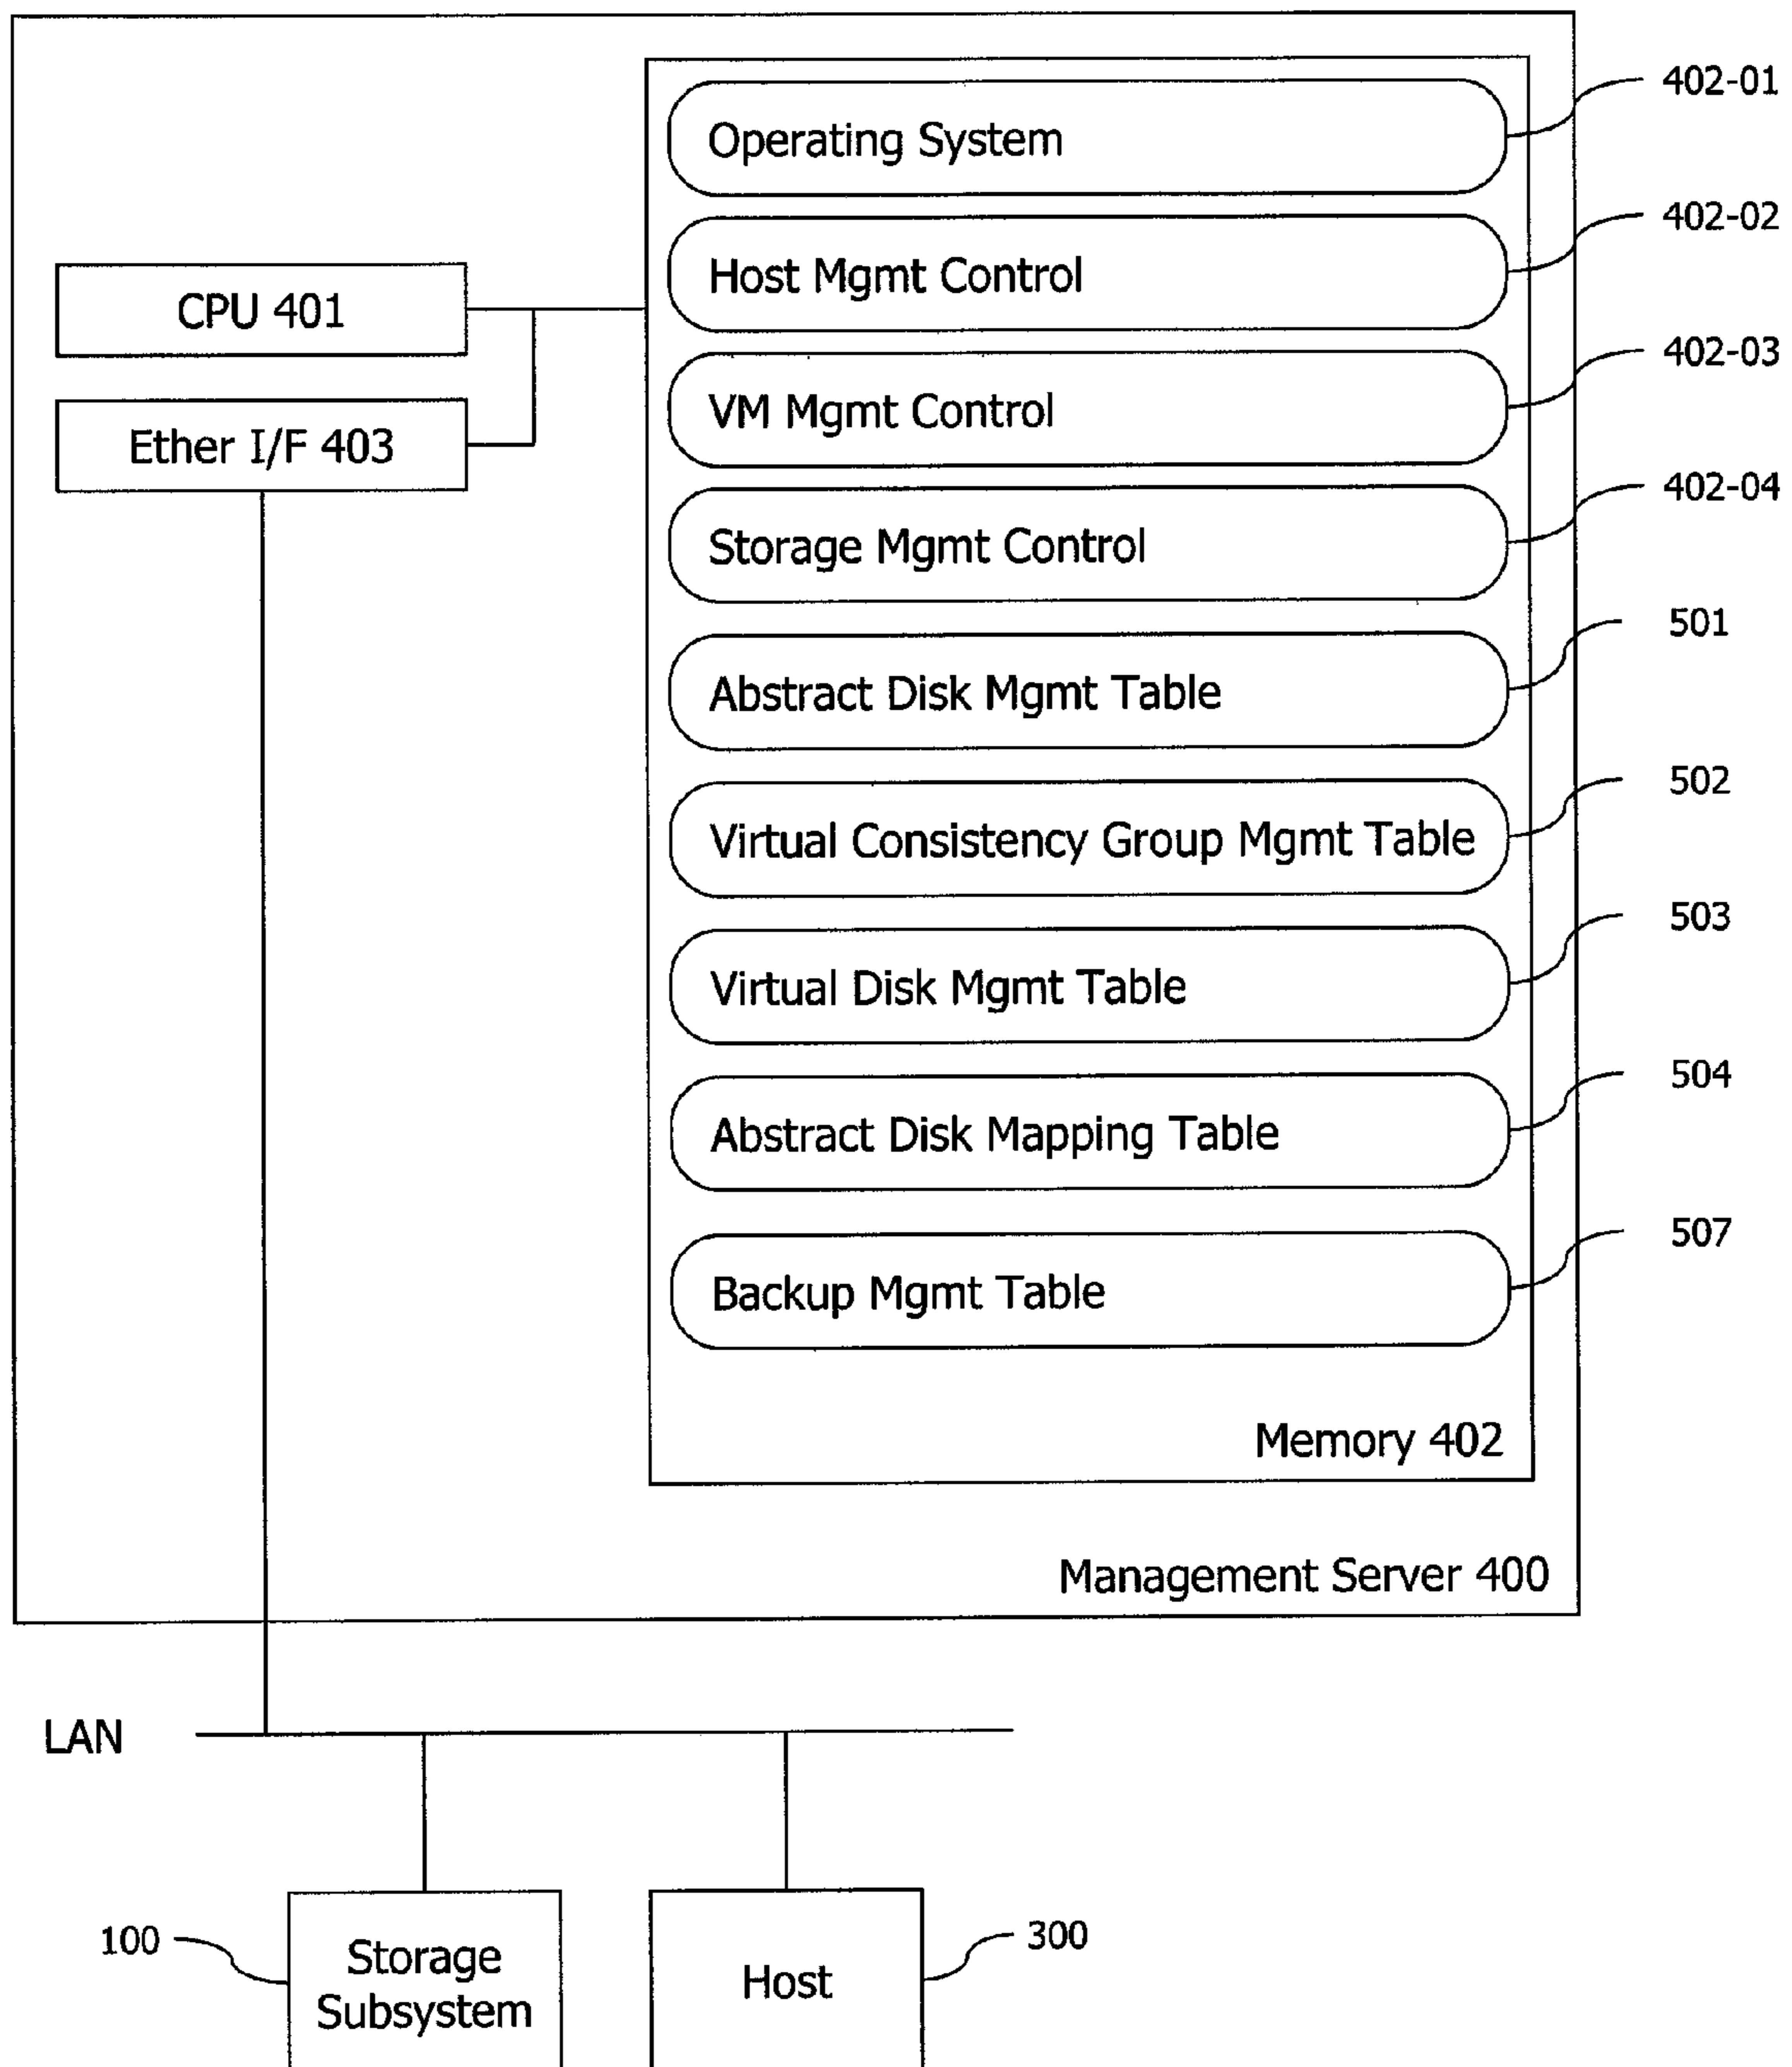 402-01
Operating System
402-02
Host Mgmt Control
CPU 401
402-03
VM Mgmt Control
Ether I/F 403
402-04
Storage Mgmt Control
501
Abstract Disk Mgmt Table
502
Virtual Consistency Group Mgmt Table
503
Virtual Disk Mgmt Table
504
Abstract Disk Mapping Table
507
Backup Mgmt Table
Memory 402
Management Server 400
LAN
100
Storage
Subsystem
Host
300